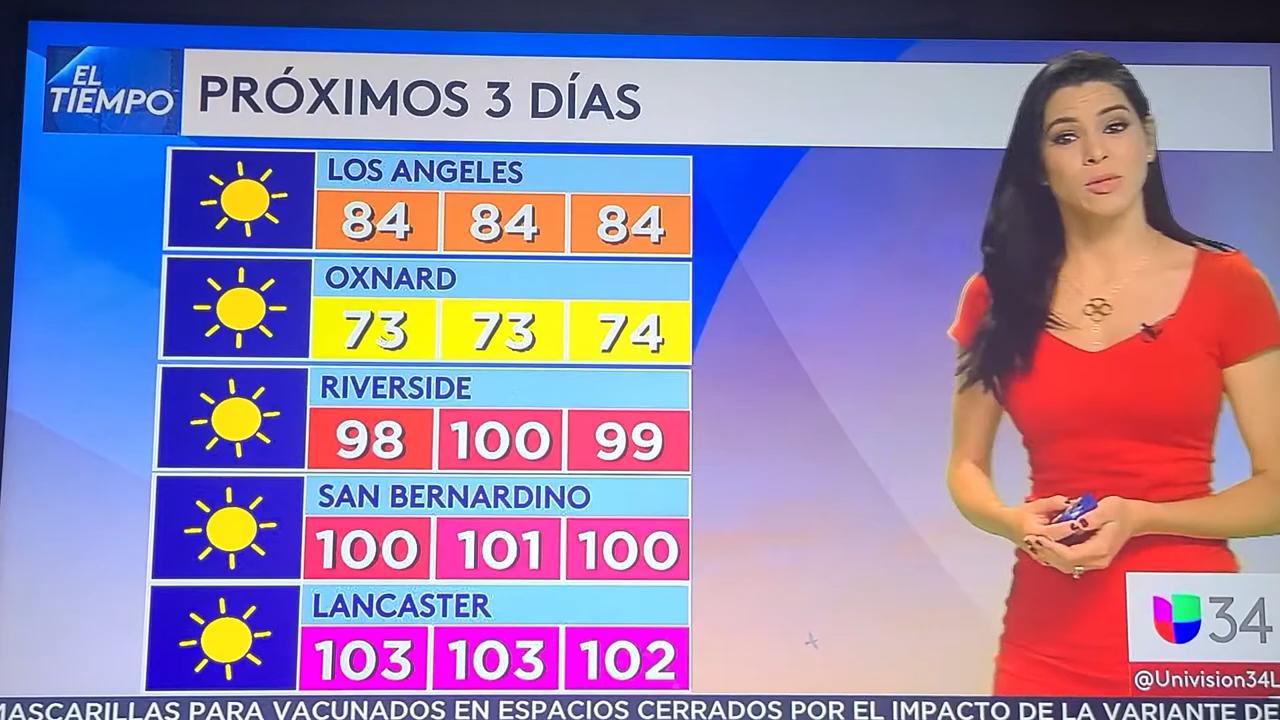 EL
TIEMPO
PRÓXIMOS 3 DÍAS
LOS ANGELES
84 84 84
OXNARD
73 73 74
RIVERSIDE
98 100 99
SAN BERNARDINO
100 101 100
LANCASTER
103 103 102
34
@Univision34L
MASCARILLAS PARA VACUNADOS EN ESPACIOS CERRADOS POR EL IMPACTO DE LA VARIANTE DE